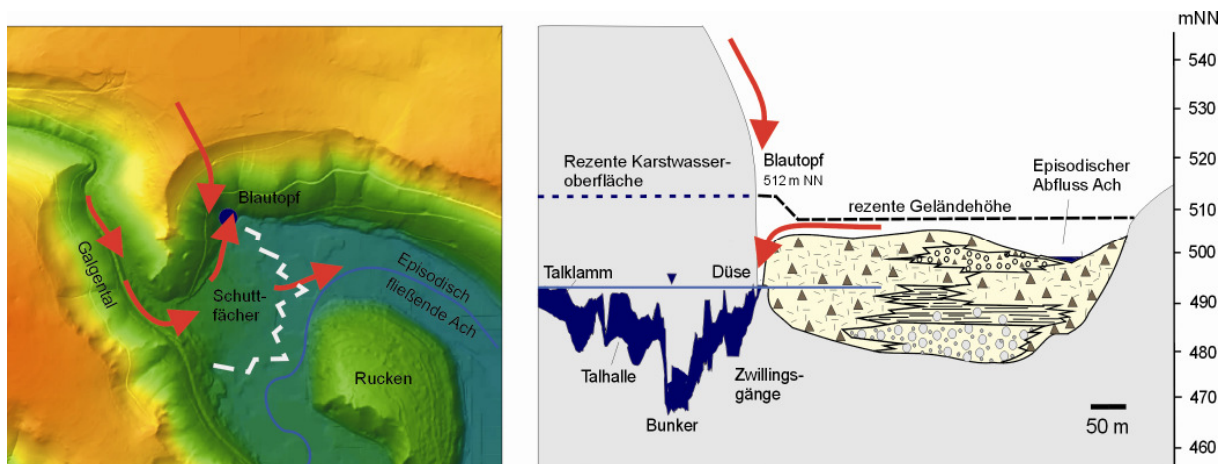 Blautopf
Galgental
Schutt-
fächer
Episodisch
fließende Ach
Rucken
mNN
540
530
520
510
500
490
480
470
460
Rezente Karstwasser-
oberfläche
Blautopf
512 m NN
Episodischer
Abfluss Ach
rezente Geländehöhe
Talklamm
Düse
Talhalle
Bunker
Zwillings-
gänge
50 m